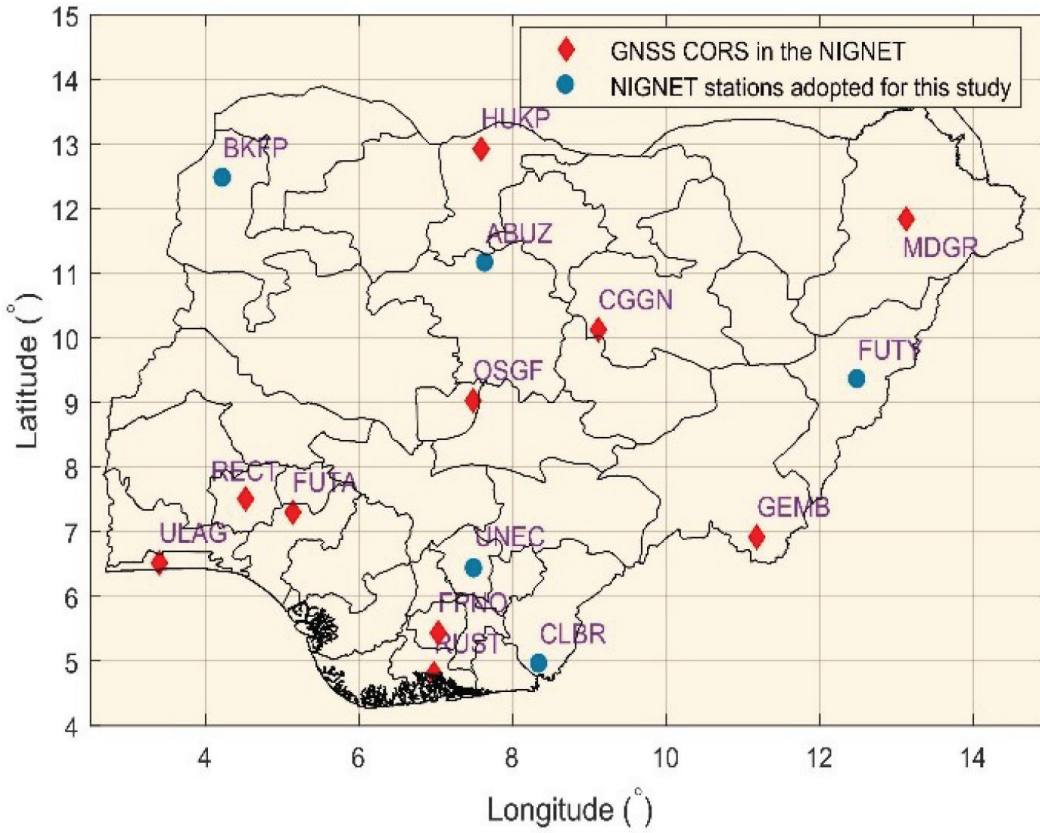 15
14
13
12
11
10
9
8
7
6
5
4
Latitude (°)
GNSS CORS in the NIGNET
NIGNET stations adopted for this study
HUKP
BKFP
ABUZ
MDGR
CGGN
FUTY
OSGF
RECT
FUTA
GEMB
ULAG
UNEC
FPNO
CLBR
RUST
4
6
8
10
12
14
Longitude (°)